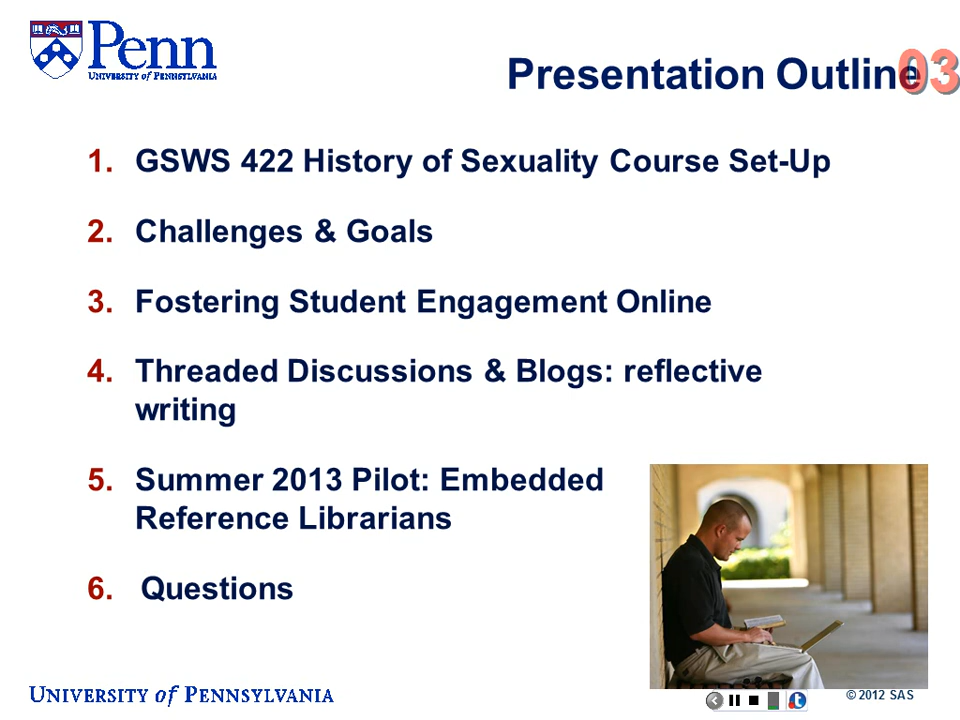 Penn
UNIVERSITY of PENNSYLVANIA
Presentation Outline
03
1. GSWS 422 History of Sexuality Course Set-Up
2. Challenges & Goals
3. Fostering Student Engagement Online
4. Threaded Discussions & Blogs: reflective
writing
5. Summer 2013 Pilot: Embedded
Reference Librarians
6. Questions
UNIVERSITY of PENNSYLVANIA
© 2012 SAS